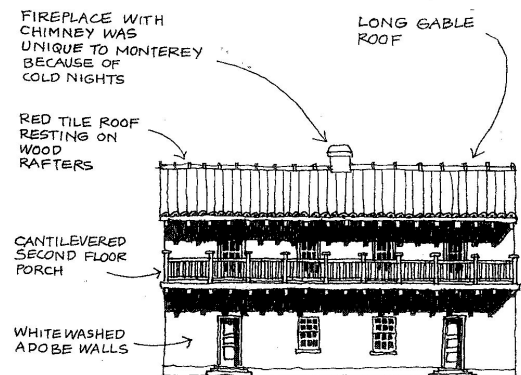 FIREPLACE WITH
CHIMNEY WAS
UNIQUE TO MONTEREY
BECAUSE OF
COLD NIGHTS
LONG GABLE
ROOF
RED TILE ROOF
RESTING ON
WOOD
RAFTERS
CANTILEVERED
SECOND FLOOR
PORCH
WHITEWASHED
ADOBE WALLS